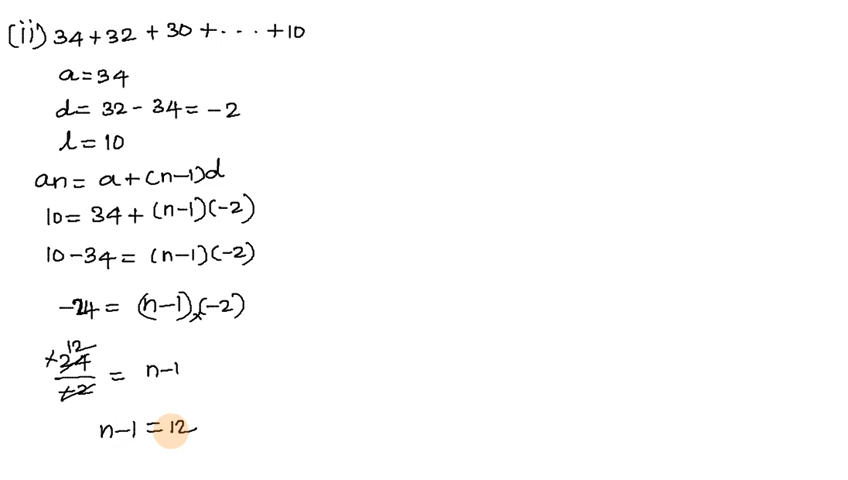 (ii) 34 + 32 + 30 + . . . . + 10
a = 34
d = 32 - 34 = -2
l = 10
an = a + (n-1)d
10 = 34 + (n-1)(-2)
10 - 34 = (n-1)(-2)
-24 = (n-1)×(-2)
12
-24/-2 = n-1
n-1 = 12